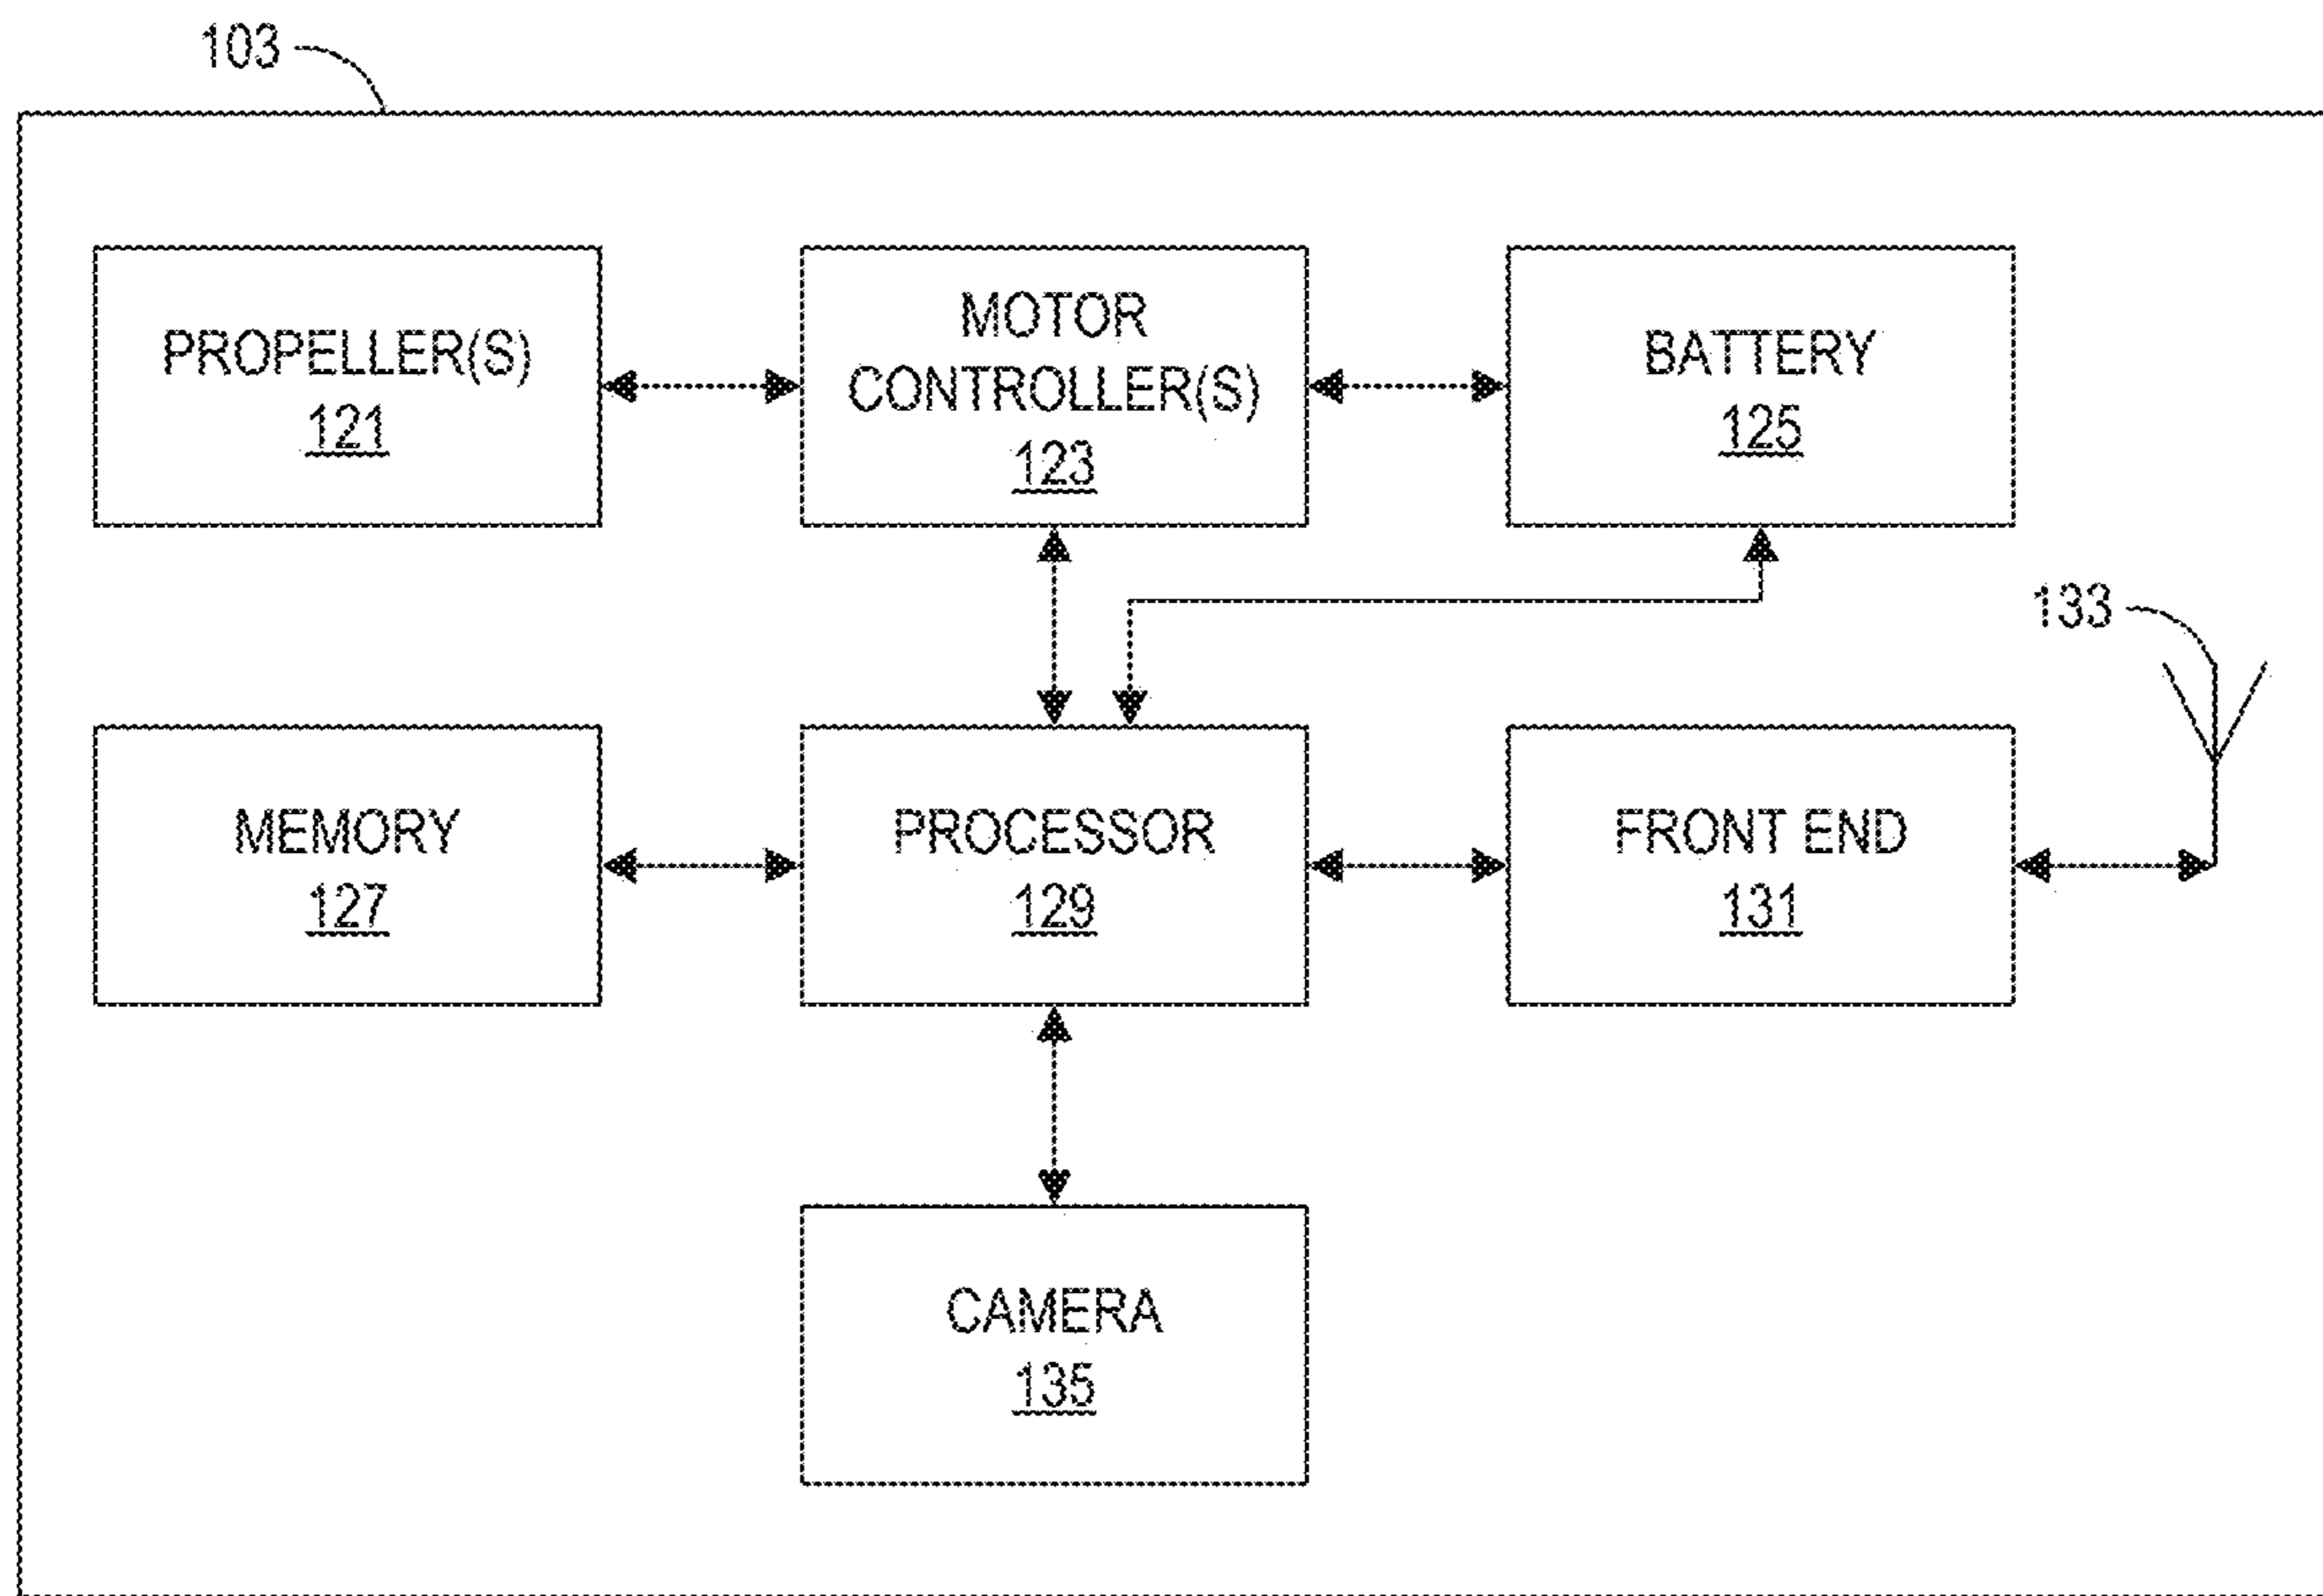 103
PROPELLER(S)
121
MOTOR
CONTROLLER(S)
123
BATTERY
125
133
MEMORY
127
PROCESSOR
129
FRONT END
131
CAMERA
135